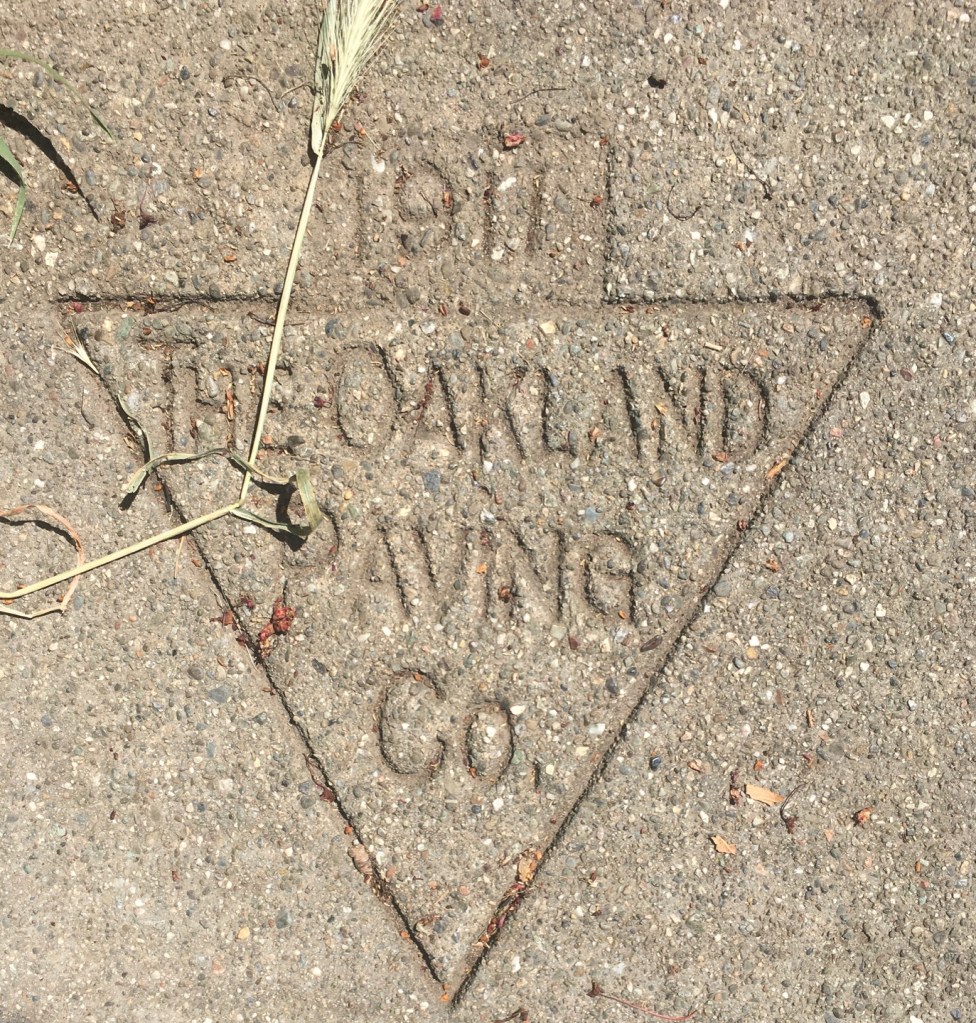 1911
THE OAKLAND
PAVING
Co.